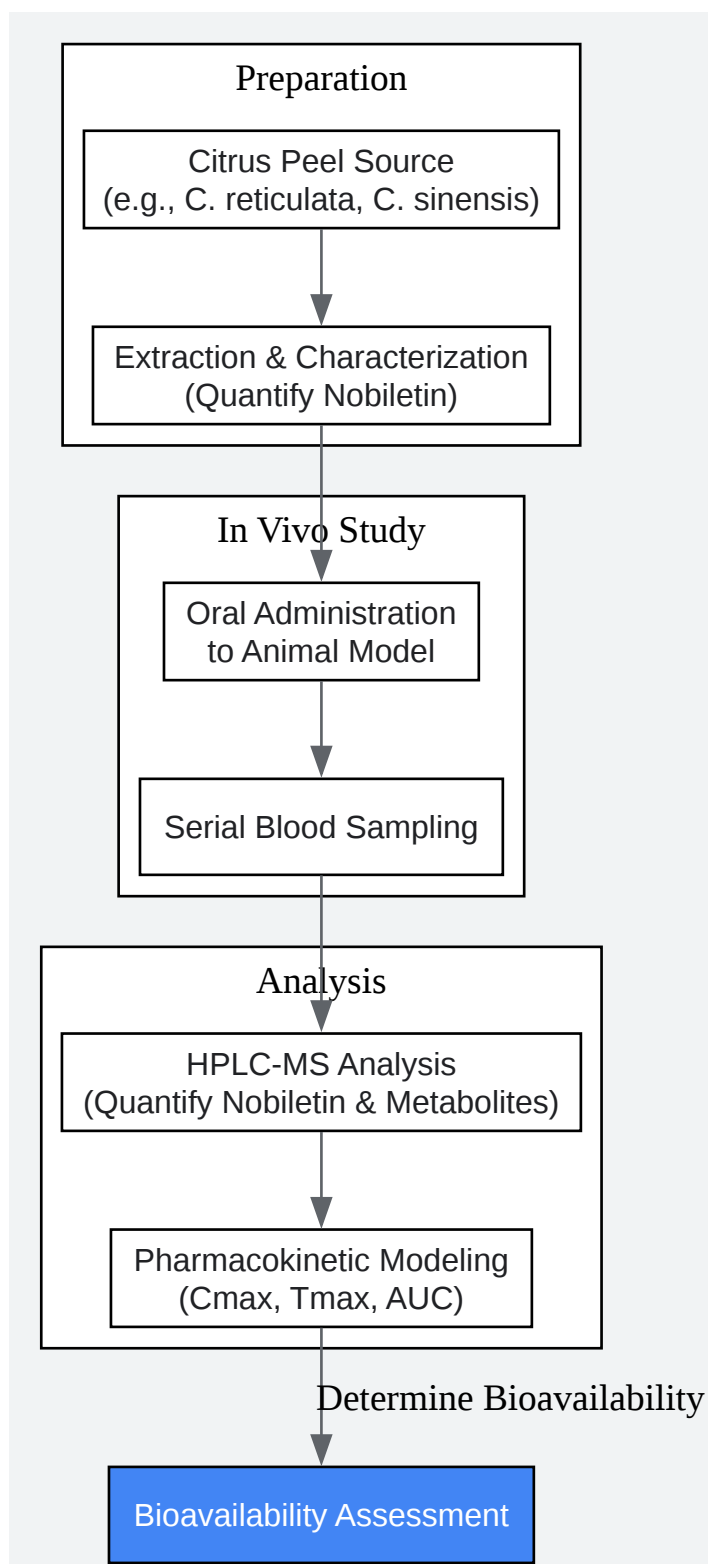 Preparation
Citrus Peel Source
(e.g., C. reticulata, C. sinensis)
Extraction & Characterization
(Quantify Nobiletin)
In Vivo Study
Oral Administration
to Animal Model
Serial Blood Sampling
Analysis
HPLC-MS Analysis
(Quantify Nobiletin & Metabolites)
Pharmacokinetic Modeling
(Cmax, Tmax, AUC)
Determine Bioavailability
Bioavailability Assessment